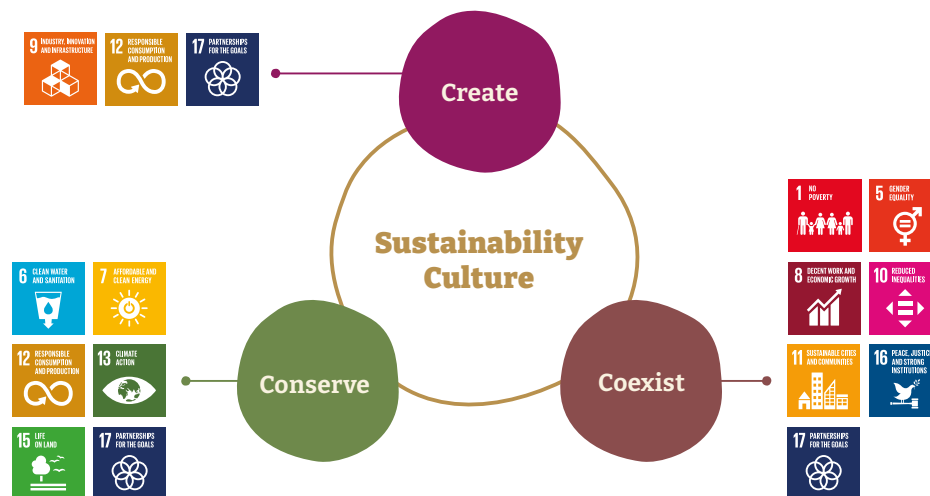 9 INDUSTRY, INNOVATION
AND INFRASTRUCTURE
12 RESPONSIBLE
CONSUMPTION
AND PRODUCTION
17 PARTNERSHIPS
FOR THE GOALS
Create
Sustainability
Culture
6 CLEAN WATER
AND SANITATION
7 AFFORDABLE AND
CLEAN ENERGY
12 RESPONSIBLE
CONSUMPTION
AND PRODUCTION
13 CLIMATE
ACTION
15 LIFE
ON LAND
17 PARTNERSHIPS
FOR THE GOALS
Conserve
Coexist
1 NO
POVERTY
5 GENDER
EQUALITY
8 DECENT WORK AND
ECONOMIC GROWTH
10 REDUCED
INEQUALITIES
11 SUSTAINABLE CITIES
AND COMMUNITIES
16 PEACE, JUSTIC
AND STRONG
INSTITUTIONS
17 PARTNERSHIPS
FOR THE GOALS